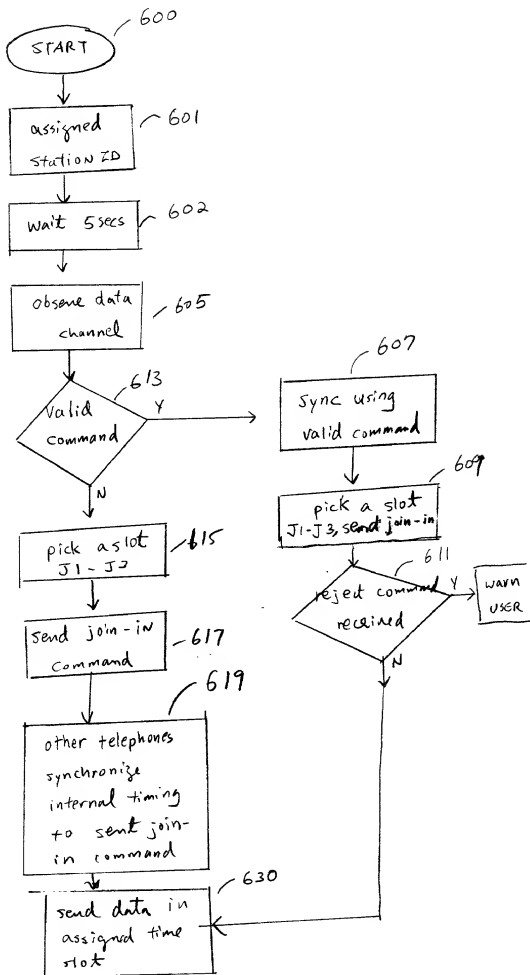 600
START
assigned
Station ID
601
wait 5secs
602
observe data
channel
605
613
valid
command
Y
N
607
sync using
valid command
609
pick a slot
J1-J3, send join-in
611
reject command
received
Y
warn
USER
N
pick a slot
J1 - J3
615
send join-in
command
617
619
other telephones
synchronize
internal timing
to sent join-
in command
630
send data in
assigned time
slot